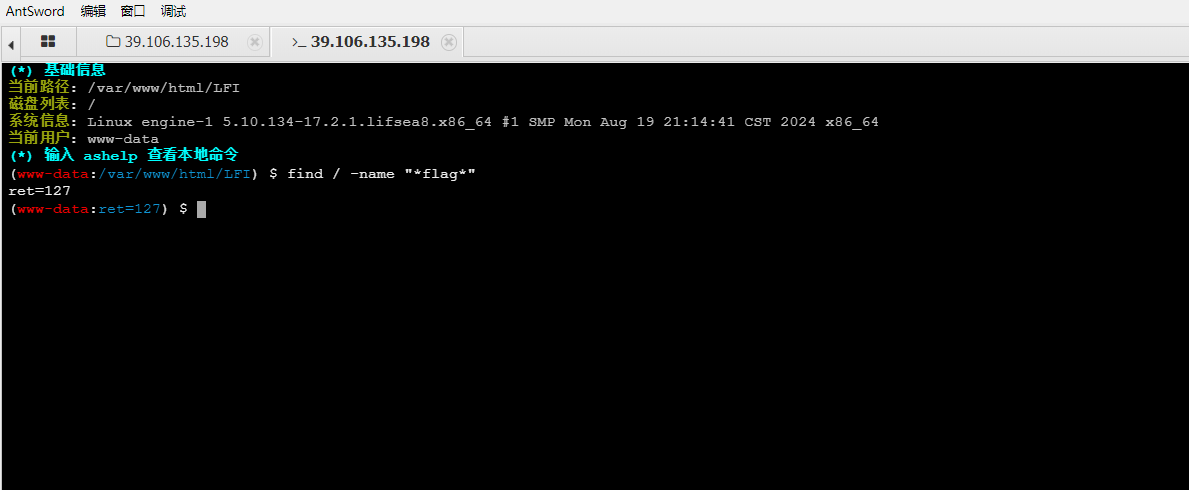 AntSword 编辑 窗口 调试
39.106.135.198 >_ 39.106.135.198
(*) 基础信息
当前路径: /var/www/html/LFI
磁盘列表: /
系统信息: Linux engine-1 5.10.134-17.2.1.lifsea8.x86_64 #1 SMP Mon Aug 19 21:14:41 CST 2024 x86_64
当前用户: www-data
(*) 输入 ashelp 查看本地命令
(www-data:/var/www/html/LFI) $ find / -name "*flag*"
ret=127
(www-data:ret=127) $